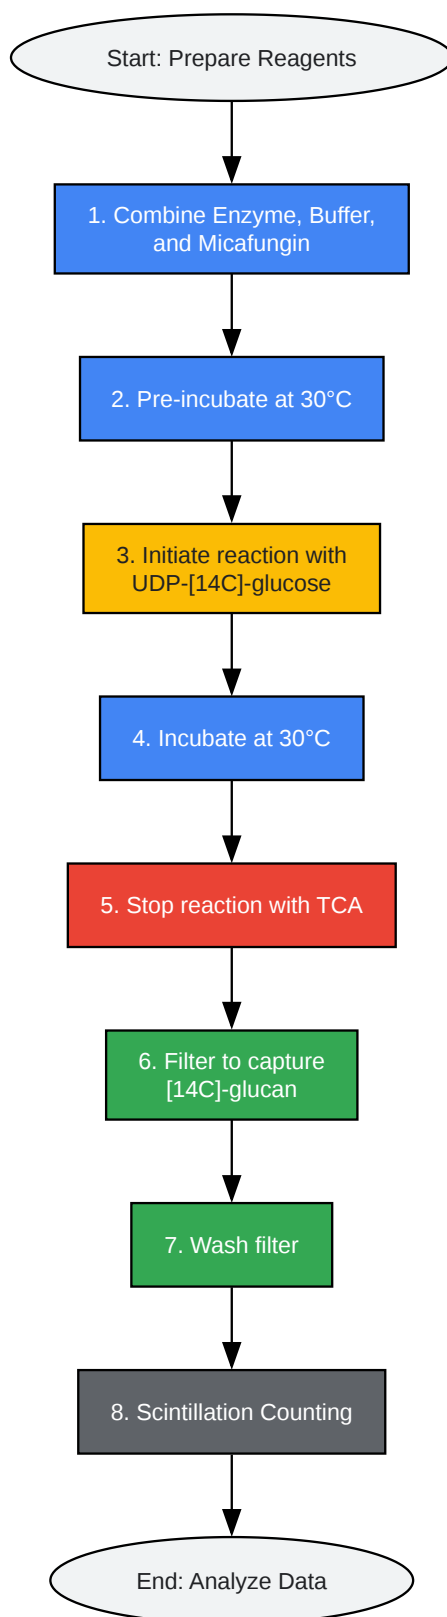 Start: Prepare Reagents
1. Combine Enzyme, Buffer,
and Micafungin
2. Pre-incubate at 30°C
3. Initiate reaction with
UDP-[14C]-glucose
4. Incubate at 30°C
5. Stop reaction with TCA
6. Filter to capture
[14C]-glucan
7. Wash filter
8. Scintillation Counting
End: Analyze Data